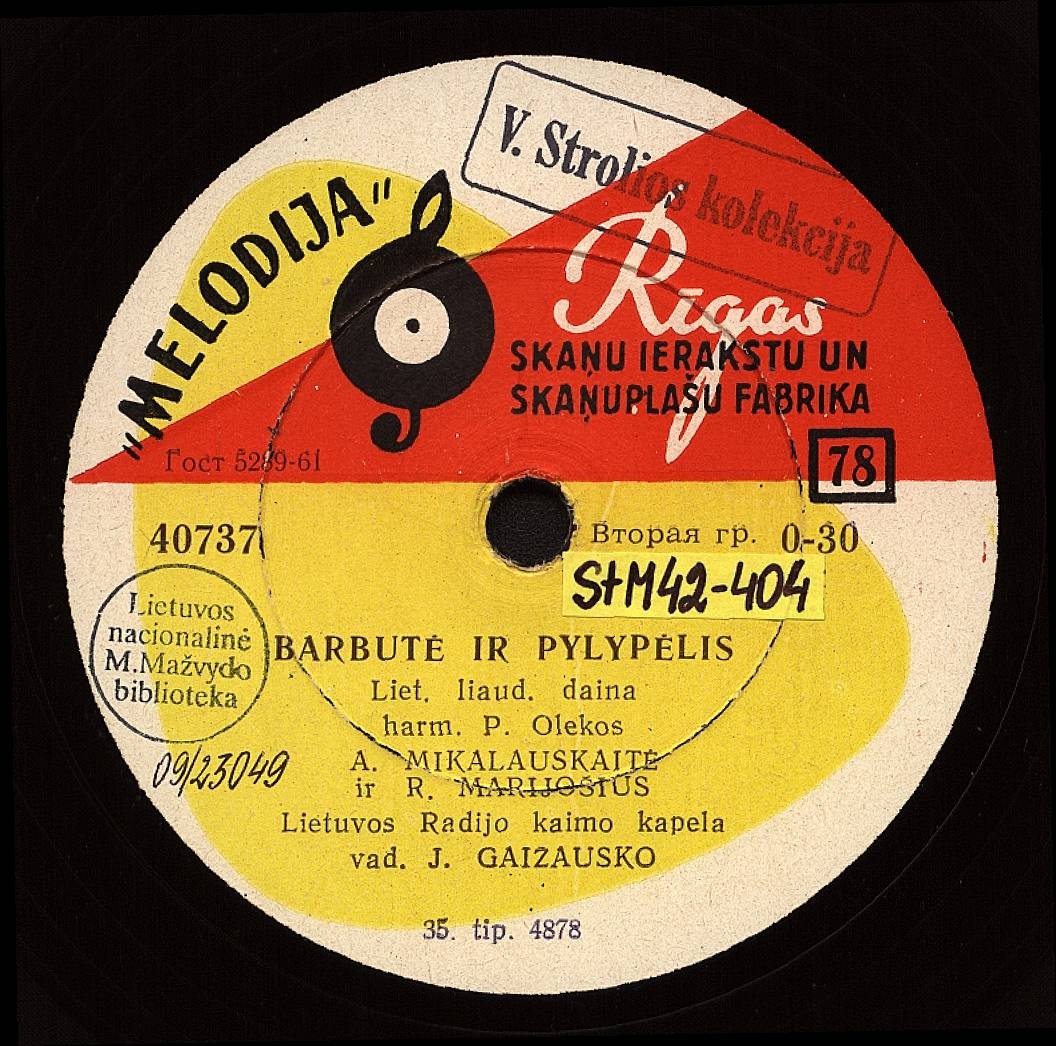 V. Strolios kolekcija
„MELODIJA“
Rīgas
SKAŅU IERAKSTU UN
SKAŅUPLAŠU FABRIKA
Гост 5289-61
78
40737
Вторая гр. 0-30
StM42-404
Lietuvos
nacionalinė
M.Mažvydo
biblioteka
09/23049
BARBUTĖ IR PYLYPĖLIS
Liet. liaud. daina
harm. P. Olekos
A. MIKALAUSKAITĖ
ir R. MARIJOŠIUS
Lietuvos Radijo kaimo kapela
vad. J. GAIŽAUSKO
35. tip. 4878